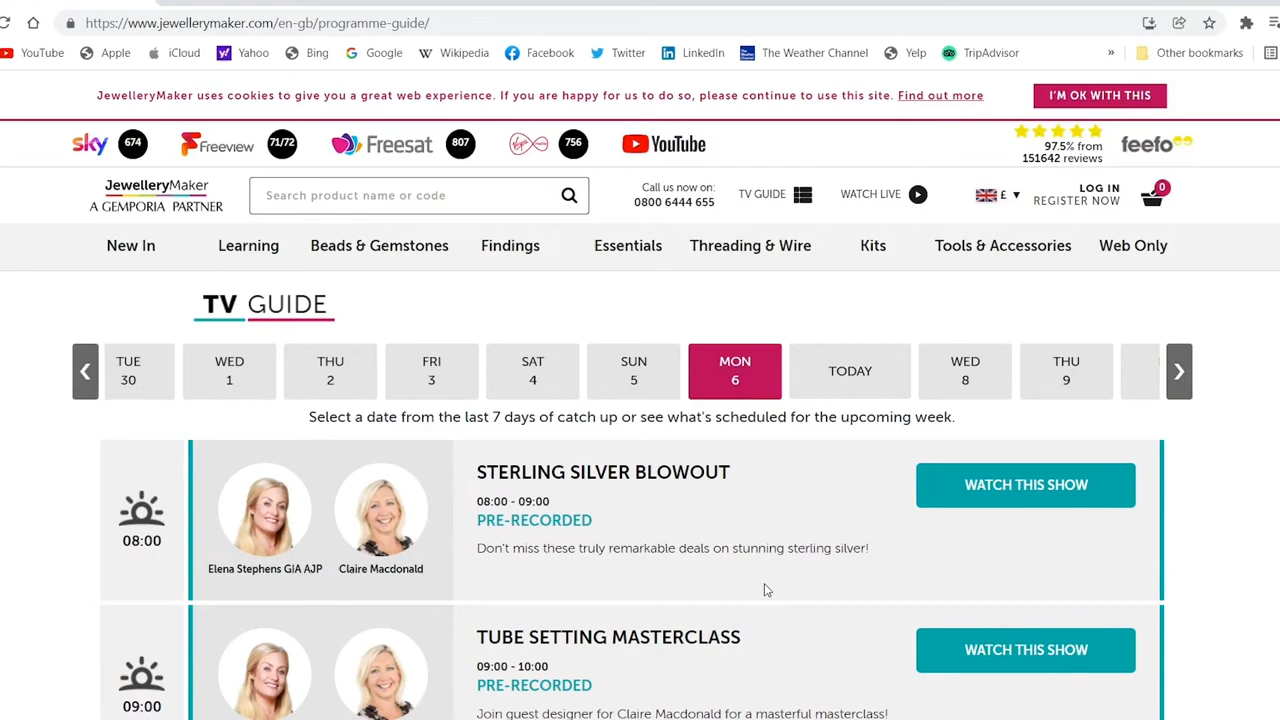 https://www.jewellerymaker.com/en-gb/programme-guide/
YouTube Apple iCloud Yahoo Bing Google Wikipedia Facebook Twitter LinkedIn The Weather Channel Yelp TripAdvisor » Other bookmarks
JewelleryMaker uses cookies to give you a great web experience. If you are happy for us to do so, please continue to use this site. Find out more
I'M OK WITH THIS
sky 674 Freeview 71/72 freesat 807 756 YouTube
97.5% from
151642 reviews
feefo
JewelleryMaker
A GEMPORIA PARTNER
Search product name or code
Call us now on:
0800 6444 655
TV GUIDE
WATCH LIVE
£
LOG IN
REGISTER NOW
0
New In Learning Beads & Gemstones Findings Essentials Threading & Wire Kits Tools & Accessories Web Only
TV GUIDE
TUE WED THU FRI SAT SUN MON TODAY WED THU
30 1 2 3 4 5 6 8 9
Select a date from the last 7 days of catch up or see what's scheduled for the upcoming week.
08:00
Elena Stephens GIA AJP
Claire Macdonald
STERLING SILVER BLOWOUT
08:00 - 09:00
PRE-RECORDED
Don't miss these truly remarkable deals on stunning sterling silver!
WATCH THIS SHOW
09:00
TUBE SETTING MASTERCLASS
09:00 - 10:00
PRE-RECORDED
Join guest designer for Claire Macdonald for a masterful masterclass!
WATCH THIS SHOW